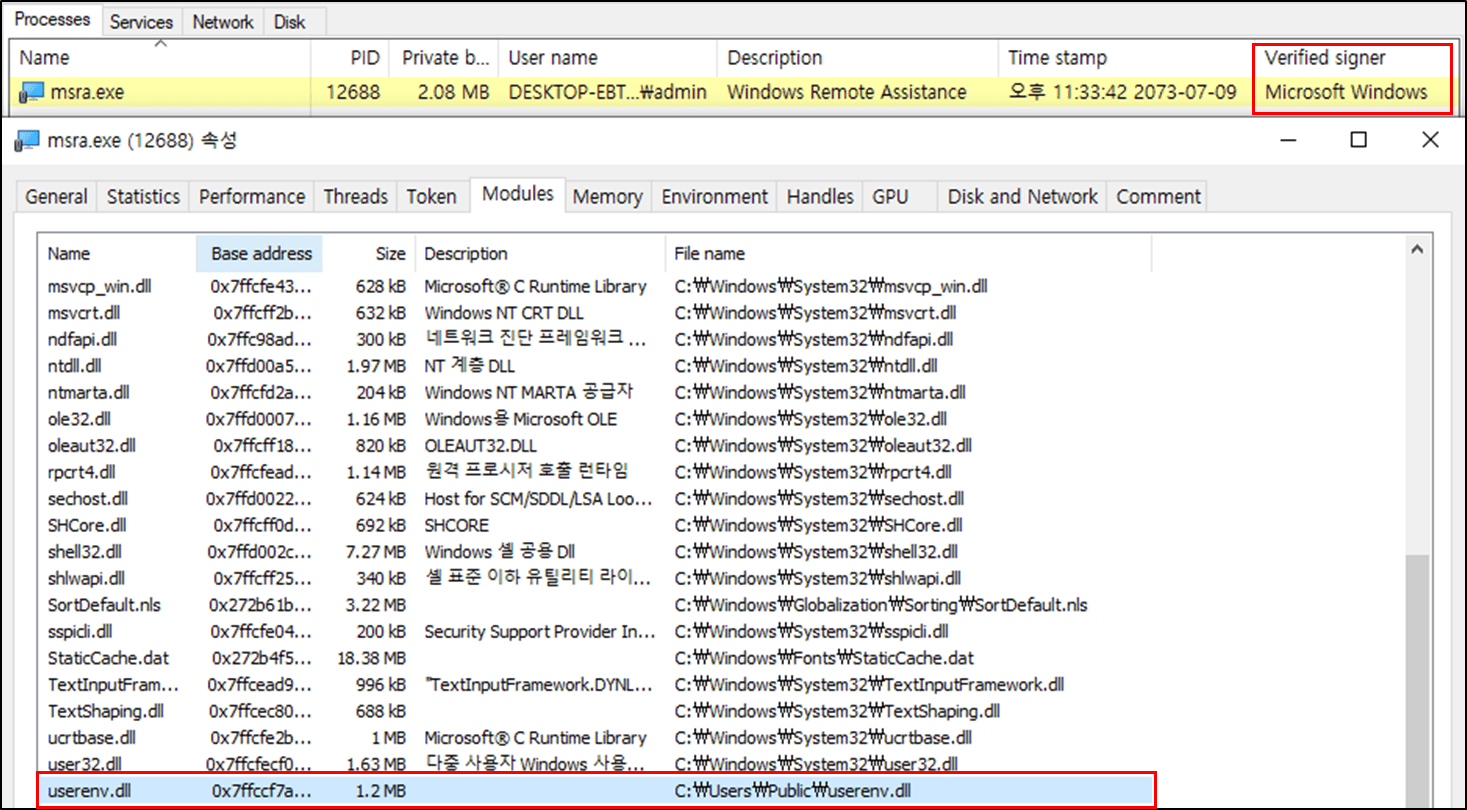 Processes Services Network Disk
Name PID Private b... User name Description Time stamp Verified signer
msra.exe 12688 2.08 MB DESKTOP-EBT...₩admin Windows Remote Assistance 오후 11:33:42 2073-07-09 Microsoft Windows
msra.exe (12688) 속성
General Statistics Performance Threads Token Modules Memory Environment Handles GPU Disk and Network Comment
Name Base address Size Description File name
msvcp_win.dll 0x7ffcfe43... 628 kB Microsoft® C Runtime Library C:₩Windows₩System32₩msvcp_win.dll
msvcrt.dll 0x7ffcff2b... 632 kB Windows NT CRT DLL C:₩Windows₩System32₩msvcrt.dll
ndfapi.dll 0x7ffc98ad... 300 kB 네트워크 진단 프레임워크 ... C:₩Windows₩System32₩ndfapi.dll
ntdll.dll 0x7ffd00a5... 1.97 MB NT 계층 DLL C:₩Windows₩System32₩ntdll.dll
ntmarta.dll 0x7ffcfd2a... 204 kB Windows NT MARTA 공급자 C:₩Windows₩System32₩ntmarta.dll
ole32.dll 0x7ffd0007... 1.16 MB Windows용 Microsoft OLE C:₩Windows₩System32₩ole32.dll
oleaut32.dll 0x7ffcff18... 820 kB OLEAUT32.DLL C:₩Windows₩System32₩oleaut32.dll
rpcrt4.dll 0x7ffcfead... 1.14 MB 원격 프로시저 호출 런타임 C:₩Windows₩System32₩rpcrt4.dll
sechost.dll 0x7ffd0022... 624 kB Host for SCM/SDDL/LSA Loo... C:₩Windows₩System32₩sechost.dll
SHCore.dll 0x7ffcff0d... 692 kB SHCORE C:₩Windows₩System32₩SHCore.dll
shell32.dll 0x7ffd002c... 7.27 MB Windows 셸 공용 Dll C:₩Windows₩System32₩shell32.dll
shlwapi.dll 0x7ffcff25... 340 kB 셸 표준 이하 유틸리티 라이... C:₩Windows₩System32₩shlwapi.dll
SortDefault.nls 0x272b61b... 3.22 MB C:₩Windows₩Globalization₩Sorting₩SortDefault.nls
sspicli.dll 0x7ffcfe04... 200 kB Security Support Provider In... C:₩Windows₩System32₩sspicli.dll
StaticCache.dat 0x272b4f5... 18.38 MB C:₩Windows₩Fonts₩StaticCache.dat
TextInputFram... 0x7ffcead9... 996 kB "TextInputFramework.DYNL... C:₩Windows₩System32₩TextInputFramework.dll
TextShaping.dll 0x7ffcec80... 688 kB C:₩Windows₩System32₩TextShaping.dll
ucrtbase.dll 0x7ffcfe2b... 1 MB Microsoft® C Runtime Library C:₩Windows₩System32₩ucrtbase.dll
user32.dll 0x7ffcfecf0... 1.63 MB 다중 사용자 Windows 사용... C:₩Windows₩System32₩user32.dll
userenv.dll 0x7ffccf7a... 1.2 MB C:₩Users₩Public₩userenv.dll